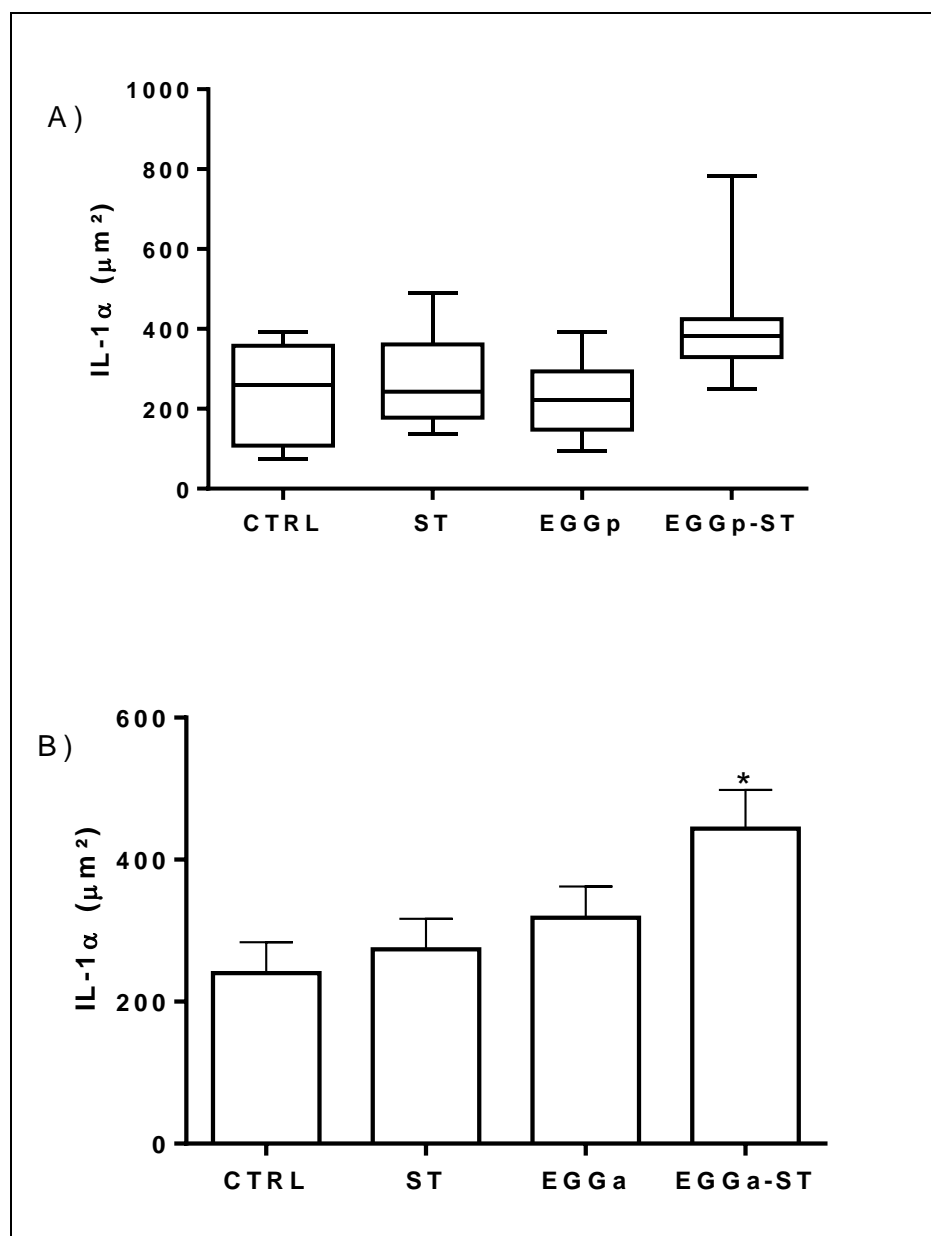 A)
1000
800
600
400
200
0
IL-1α (μm²)
CTRL ST EGGp EGGp-ST
B)
600
400
200
0
IL-1α (μm²)
*
CTRL ST EGGa EGGa-ST